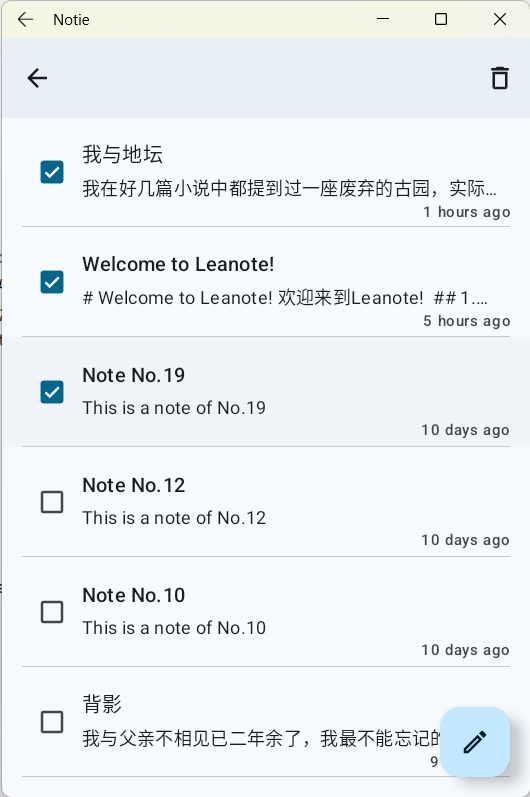 Notie
我与地坛
我在好几篇小说中都提到过一座废弃的古园，实际…
1 hours ago
Welcome to Leanote!
# Welcome to Leanote! 欢迎来到Leanote! ## 1.…
5 hours ago
Note No.19
This is a note of No.19
10 days ago
Note No.12
This is a note of No.12
10 days ago
Note No.10
This is a note of No.10
10 days ago
背影
我与父亲不相见已二年余了，我最不能忘记的
9